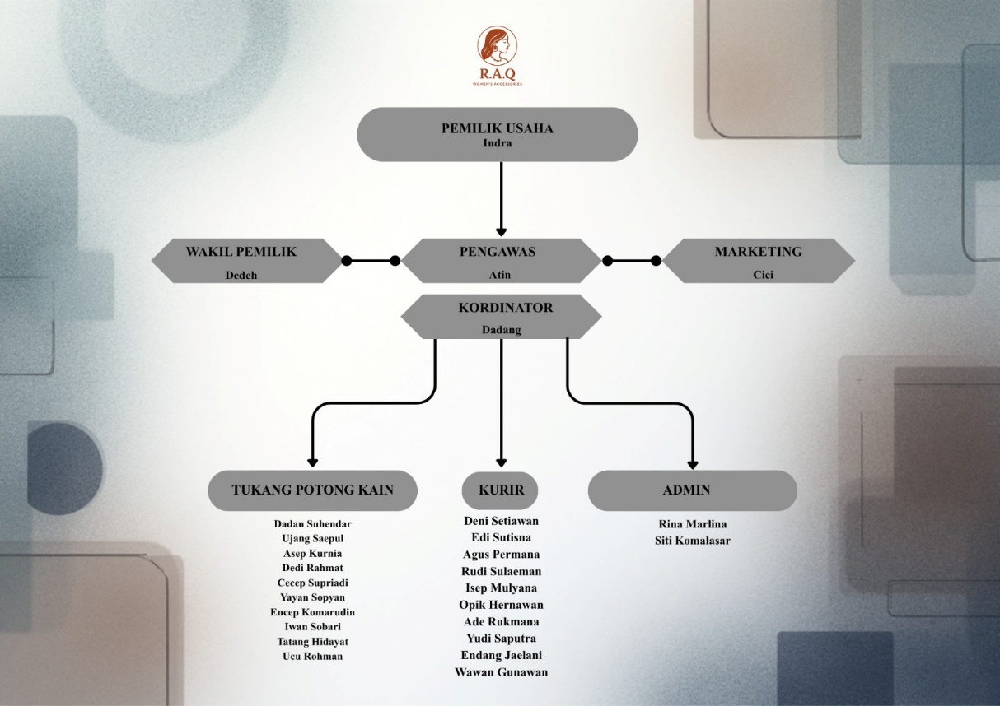 R.A.Q
WOMEN'S ACCESSORIES
PEMILIK USAHA
Indra
WAKIL PEMILIK
Dedeh
PENGAWAS
Atin
MARKETING
Cici
KORDINATOR
Dadang
TUKANG POTONG KAIN
Dadan Suhendar
Ujang Saepul
Asep Kurnia
Dedi Rahmat
Cecep Supriadi
Yayan Sopyan
Encep Komarudin
Iwan Sobari
Tatang Hidayat
Ucu Rohman
KURIR
Deni Setiawan
Edi Sutisna
Agus Permana
Rudi Sulaeman
Isep Mulyana
Opik Hernawan
Ade Rukmana
Yudi Saputra
Endang Jaelani
Wawan Gunawan
ADMIN
Rina Marlina
Siti Komalasar